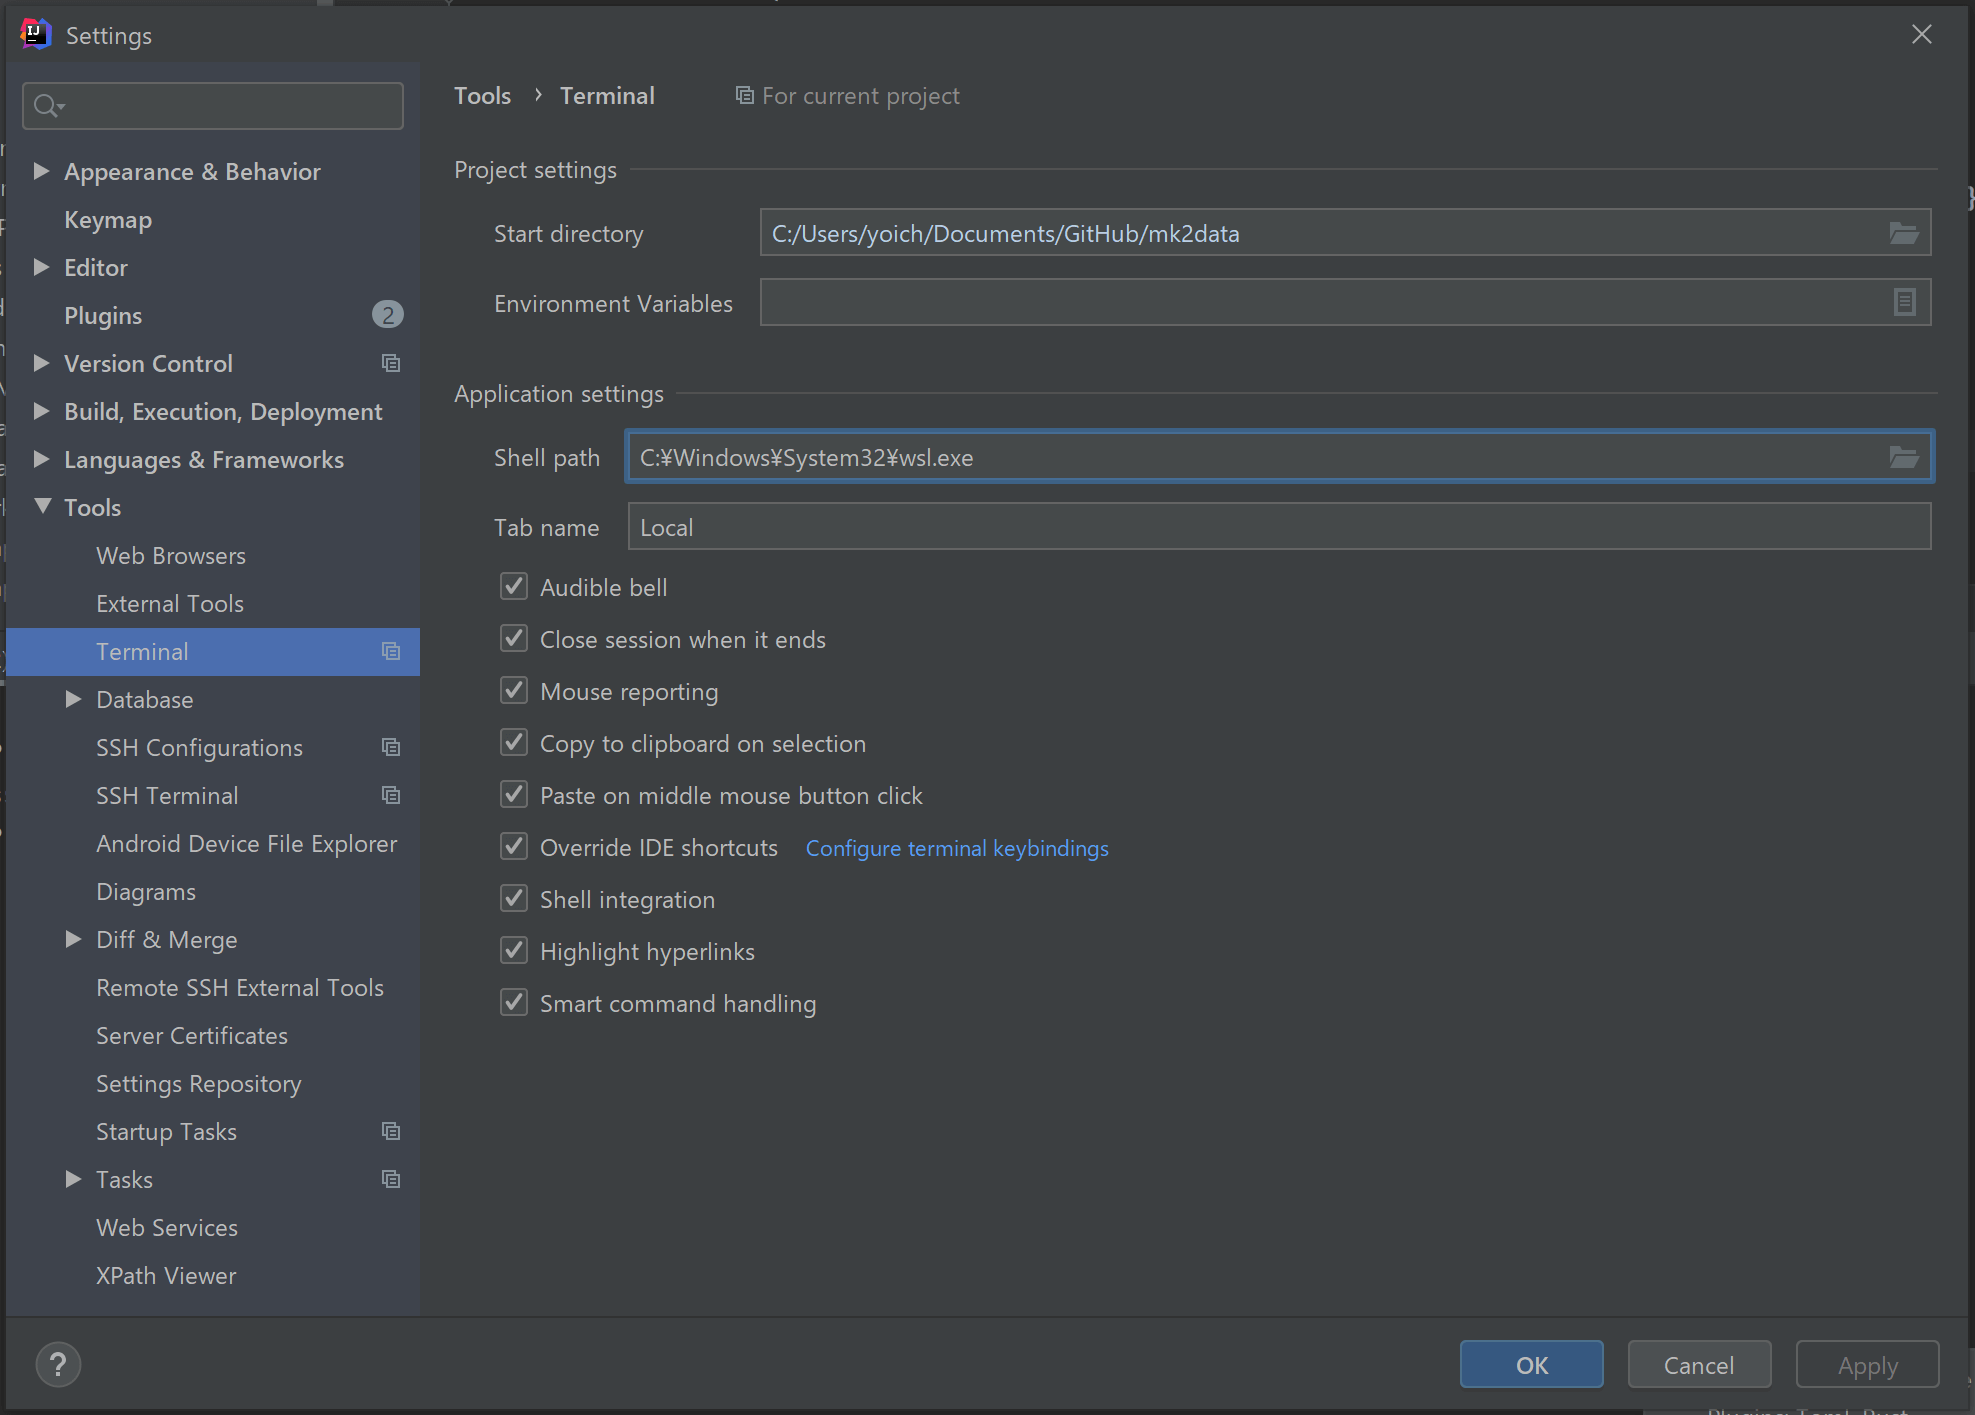 Settings
Appearance & Behavior
Keymap
Editor
Plugins 2
Version Control
Build, Execution, Deployment
Languages & Frameworks
Tools
Web Browsers
External Tools
Terminal
Database
SSH Configurations
SSH Terminal
Android Device File Explorer
Diagrams
Diff & Merge
Remote SSH External Tools
Server Certificates
Settings Repository
Startup Tasks
Tasks
Web Services
XPath Viewer
Tools › Terminal For current project
Project settings
Start directory C:/Users/yoich/Documents/GitHub/mk2data
Environment Variables
Application settings
Shell path C:¥Windows¥System32¥wsl.exe
Tab name Local
Audible bell
Close session when it ends
Mouse reporting
Copy to clipboard on selection
Paste on middle mouse button click
Override IDE shortcuts Configure terminal keybindings
Shell integration
Highlight hyperlinks
Smart command handling
? OK Cancel Apply